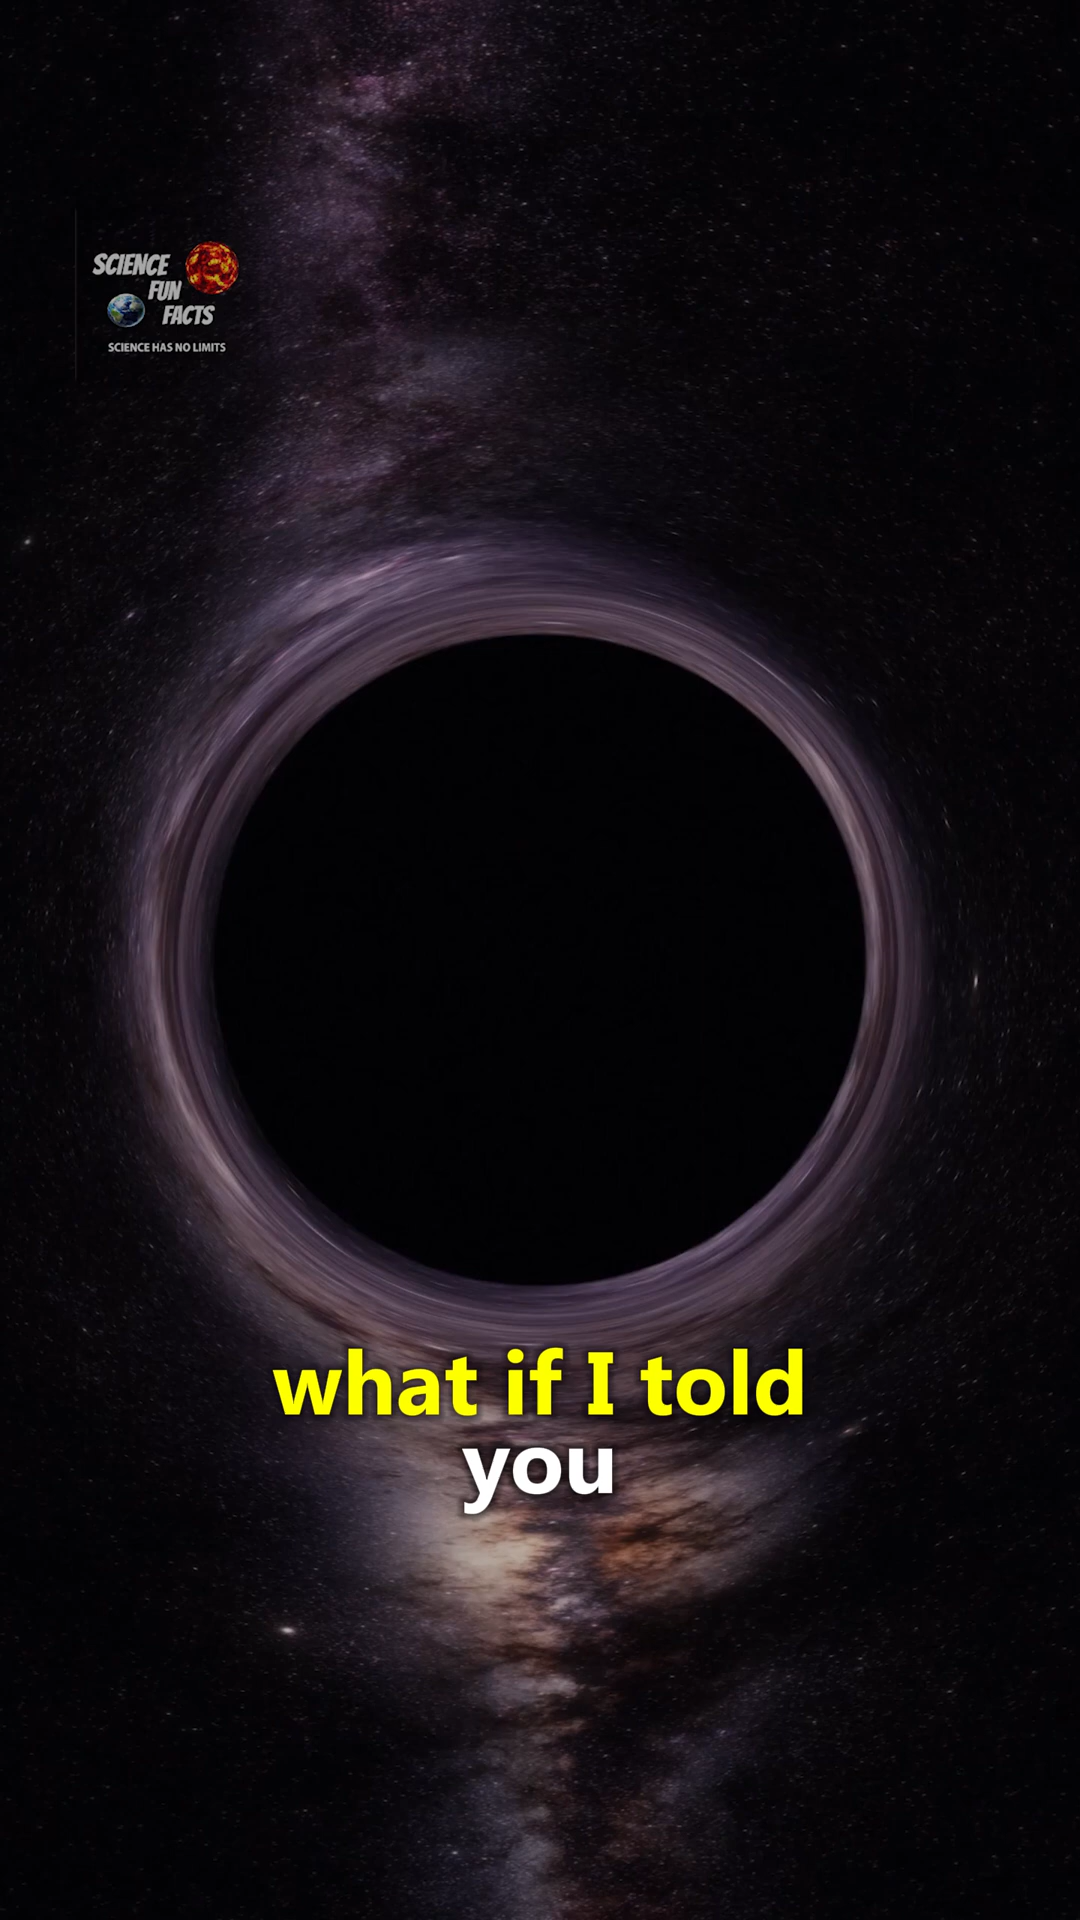 SCIENCE
FUN
FACTS
SCIENCE HAS NO LIMITS
what if I told
you